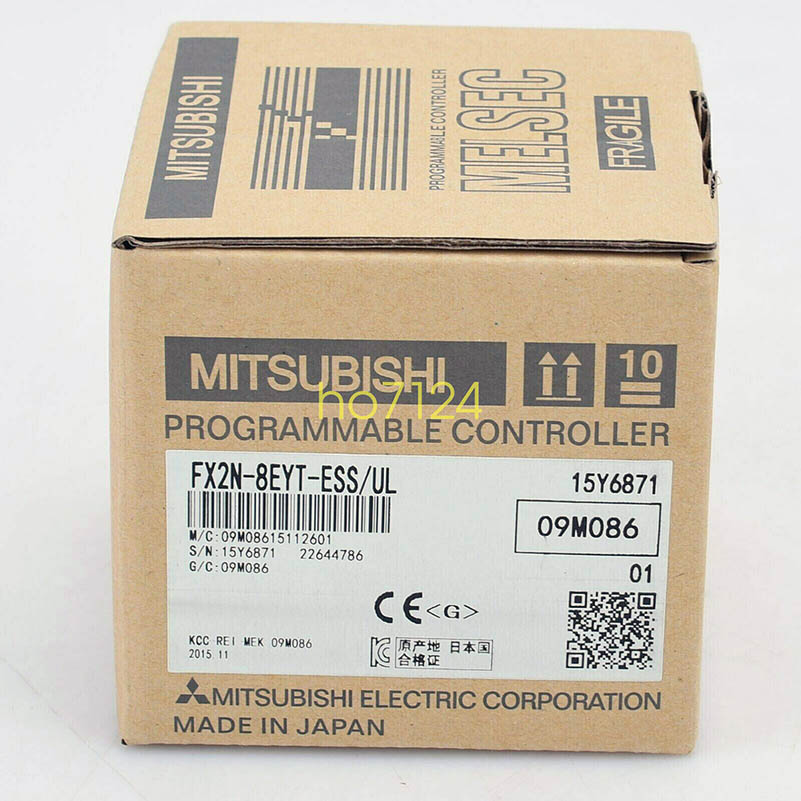 MITSUBISHI
PROGRAMMABLE CONTROLLER
MELSEC
FRAGILE
MITSUBISHI
10
ho7124
PROGRAMMABLE CONTROLLER
FX2N-8EYT-ESS/UL
15Y6871
M/C:09M08615112601
09M086
S/N:15Y6871 22644786
G/C:09M086
01
CE <G>
KCC-REI-MEK-09M086
2015.11
原产地 日本国
合格证
MITSUBISHI ELECTRIC CORPORATION
MADE IN JAPAN